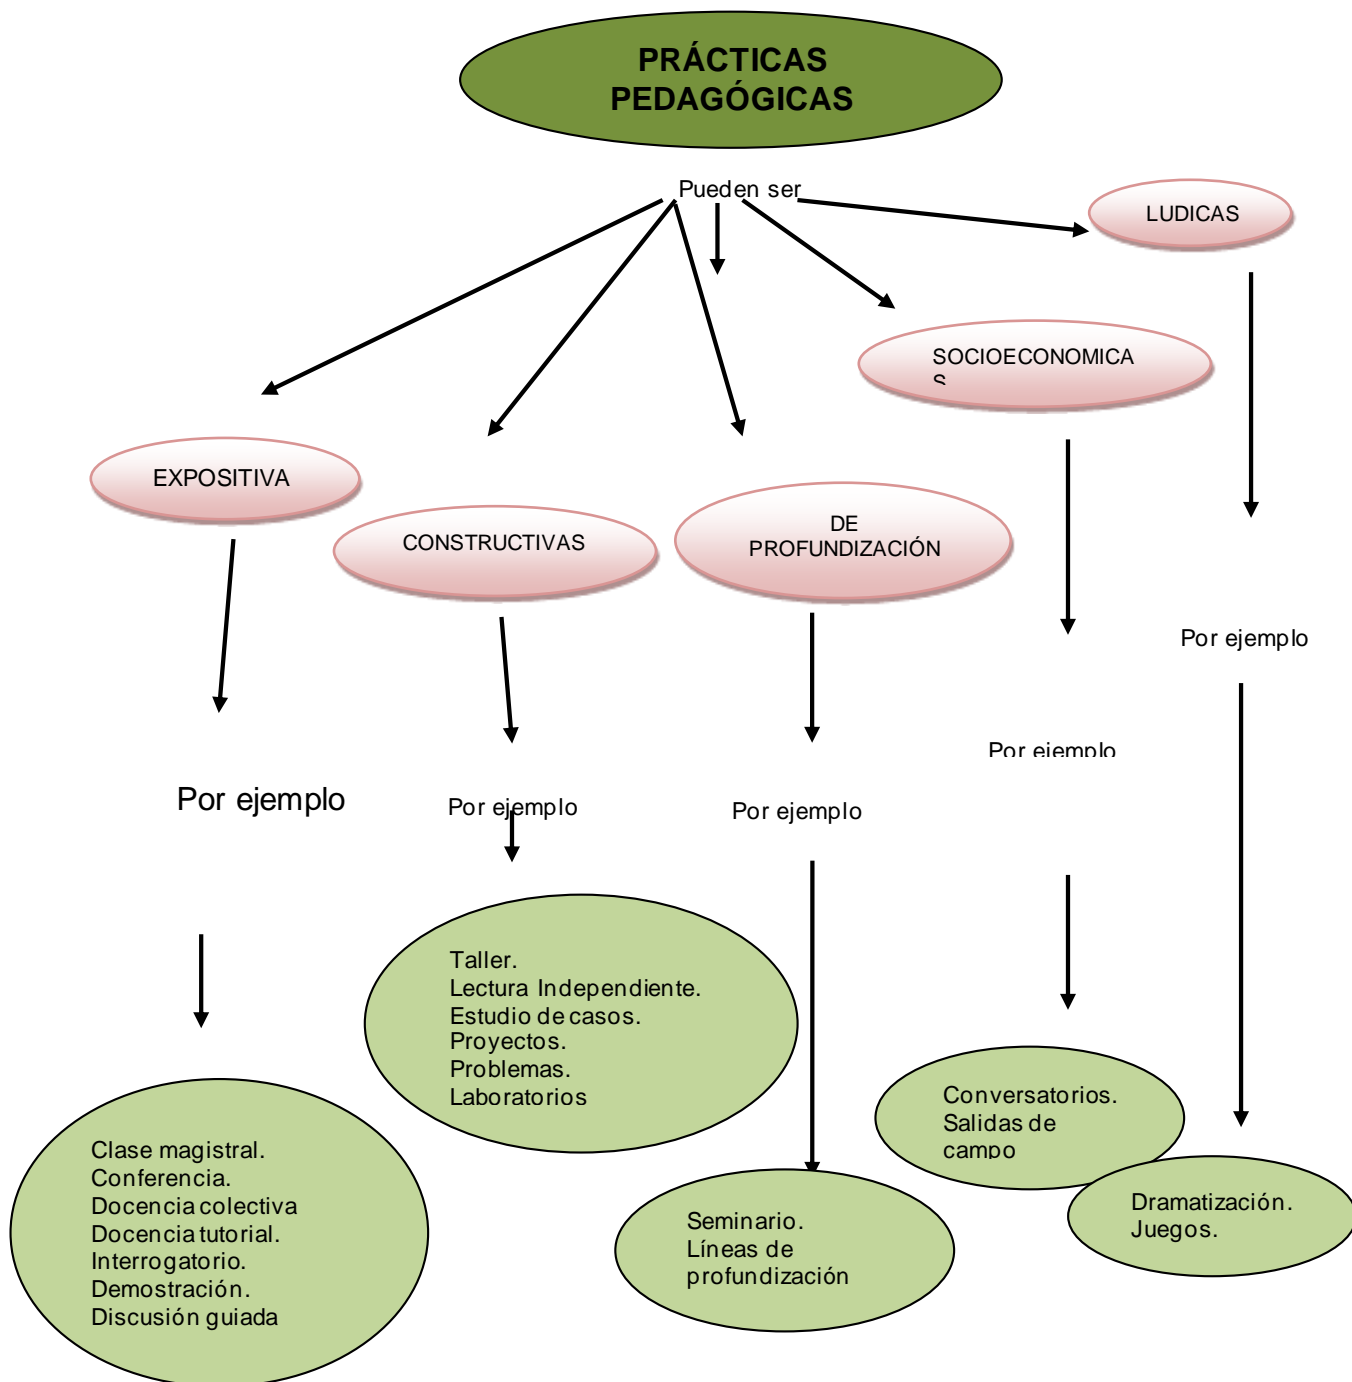 PRÁCTICAS
PEDAGÓGICAS
Pueden ser
LUDICAS
SOCIOECONOMICA
S
EXPOSITIVA
CONSTRUCTIVAS
DE
PROFUNDIZACIÓN
Por ejemplo
Por ejemplo
Por ejemplo
Por ejemplo
Por ejemplo
Taller.
Lectura Independiente.
Estudio de casos.
Proyectos.
Problemas.
Laboratorios
Conversatorios.
Salidas de
campo
Clase magistral.
Conferencia.
Docencia colectiva
Docencia tutorial.
Interrogatorio.
Demostración.
Discusión guiada
Seminario.
Líneas de
profundización
Dramatización.
Juegos.